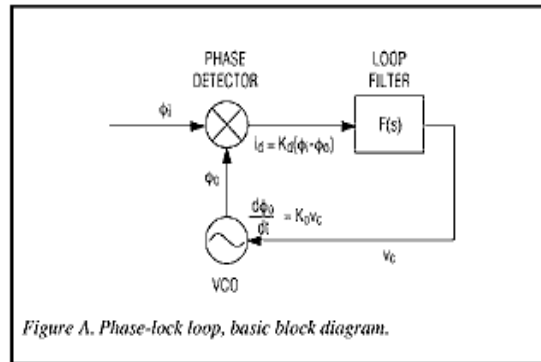 PHASE
DETECTOR
LOOP
FILTER
ϕi
F(s)
id = Kd(ϕi-ϕo)
ϕo
dϕo/dt = Kovc
vc
VCO
Figure A. Phase-lock loop, basic block diagram.